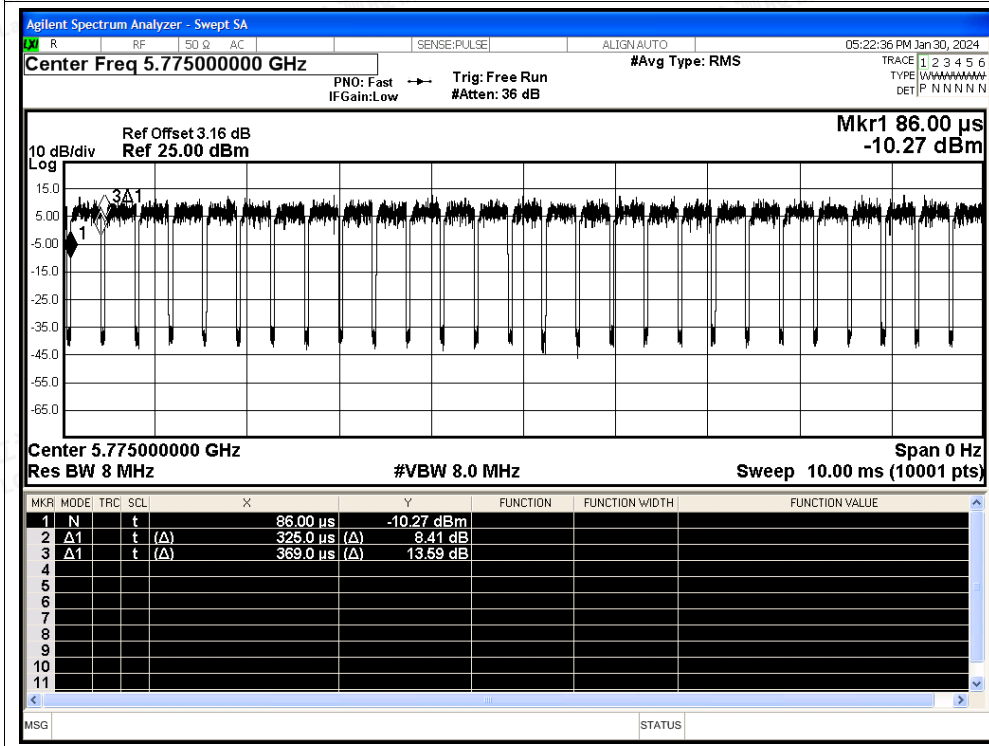 Agilent Spectrum Analyzer - Swept SA
LXI R RF 50 Ω AC SENSE:PULSE ALIGN AUTO 05:22:36 PM Jan 30, 2024
Center Freq 5.775000000 GHz #Avg Type: RMS TRACE 1 2 3 4 5 6
PNO: Fast Trig: Free Run TYPE
IFGain:Low #Atten: 36 dB DET P N N N N N
Mkr1 86.00 µs
Ref Offset 3.16 dB
10 dB/div Ref 25.00 dBm -10.27 dBm
Log
15.0
3Δ1
5.00
1
-5.00
-15.0
-25.0
-35.0
-45.0
-55.0
-65.0
Center 5.775000000 GHz Span 0 Hz
Res BW 8 MHz #VBW 8.0 MHz Sweep 10.00 ms (10001 pts)
MKR MODE TRC SCL X Y FUNCTION FUNCTION WIDTH FUNCTION VALUE
1 N t 86.00 µs -10.27 dBm
2 Δ1 t (Δ) 325.0 µs (Δ) 8.41 dB
3 Δ1 t (Δ) 369.0 µs (Δ) 13.59 dB
4
5
6
7
8
9
10
11
MSG STATUS